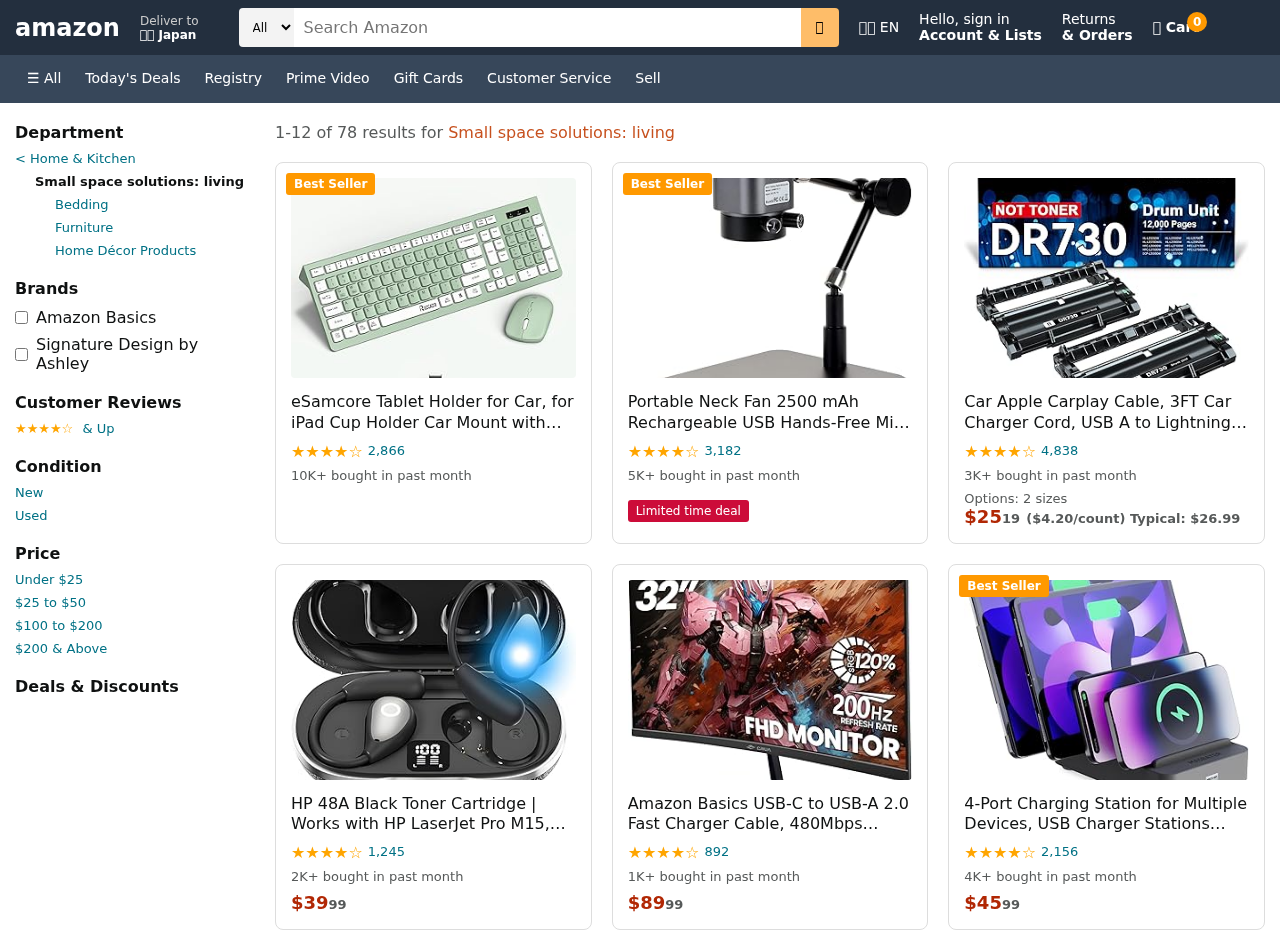 amazon
Deliver to
Japan
All
Search Amazon
EN
Hello, sign in
Account & Lists
Returns
& Orders
0
☰ All
Today's Deals
Registry
Prime Video
Gift Cards
Customer Service
Sell
Department
< Home & Kitchen
Small space solutions: living
Bedding
Furniture
Home Décor Products
Brands
Amazon Basics
Signature Design by
Ashley
Customer Reviews
★★★★☆ & Up
Condition
New
Used
Price
Under $25
$25 to $50
$100 to $200
$200 & Above
Deals & Discounts
1-12 of 78 results for Small space solutions: living
Best Seller
eSamcore Tablet Holder for Car, for
iPad Cup Holder Car Mount with…
★★★★☆ 2,866
10K+ bought in past month
Best Seller
Portable Neck Fan 2500 mAh
Rechargeable USB Hands-Free Mi…
★★★★☆ 3,182
5K+ bought in past month
Limited time deal
NOT TONER
DR730
Drum Unit
12,000 Pages
DR730
DR730
Car Apple Carplay Cable, 3FT Car
Charger Cord, USB A to Lightning…
★★★★☆ 4,838
3K+ bought in past month
Options: 2 sizes
$2519 ($4.20/count) Typical: $26.99
L
R
100
L R
HP 48A Black Toner Cartridge |
Works with HP LaserJet Pro M15,…
★★★★☆ 1,245
2K+ bought in past month
$3999
32"
SRGB
120%
200HZ
REFRESH RATE
FHD MONITOR
Amazon Basics USB-C to USB-A 2.0
Fast Charger Cable, 480Mbps…
★★★★☆ 892
1K+ bought in past month
$8999
Best Seller
4-Port Charging Station for Multiple
Devices, USB Charger Stations…
★★★★☆ 2,156
4K+ bought in past month
$4599